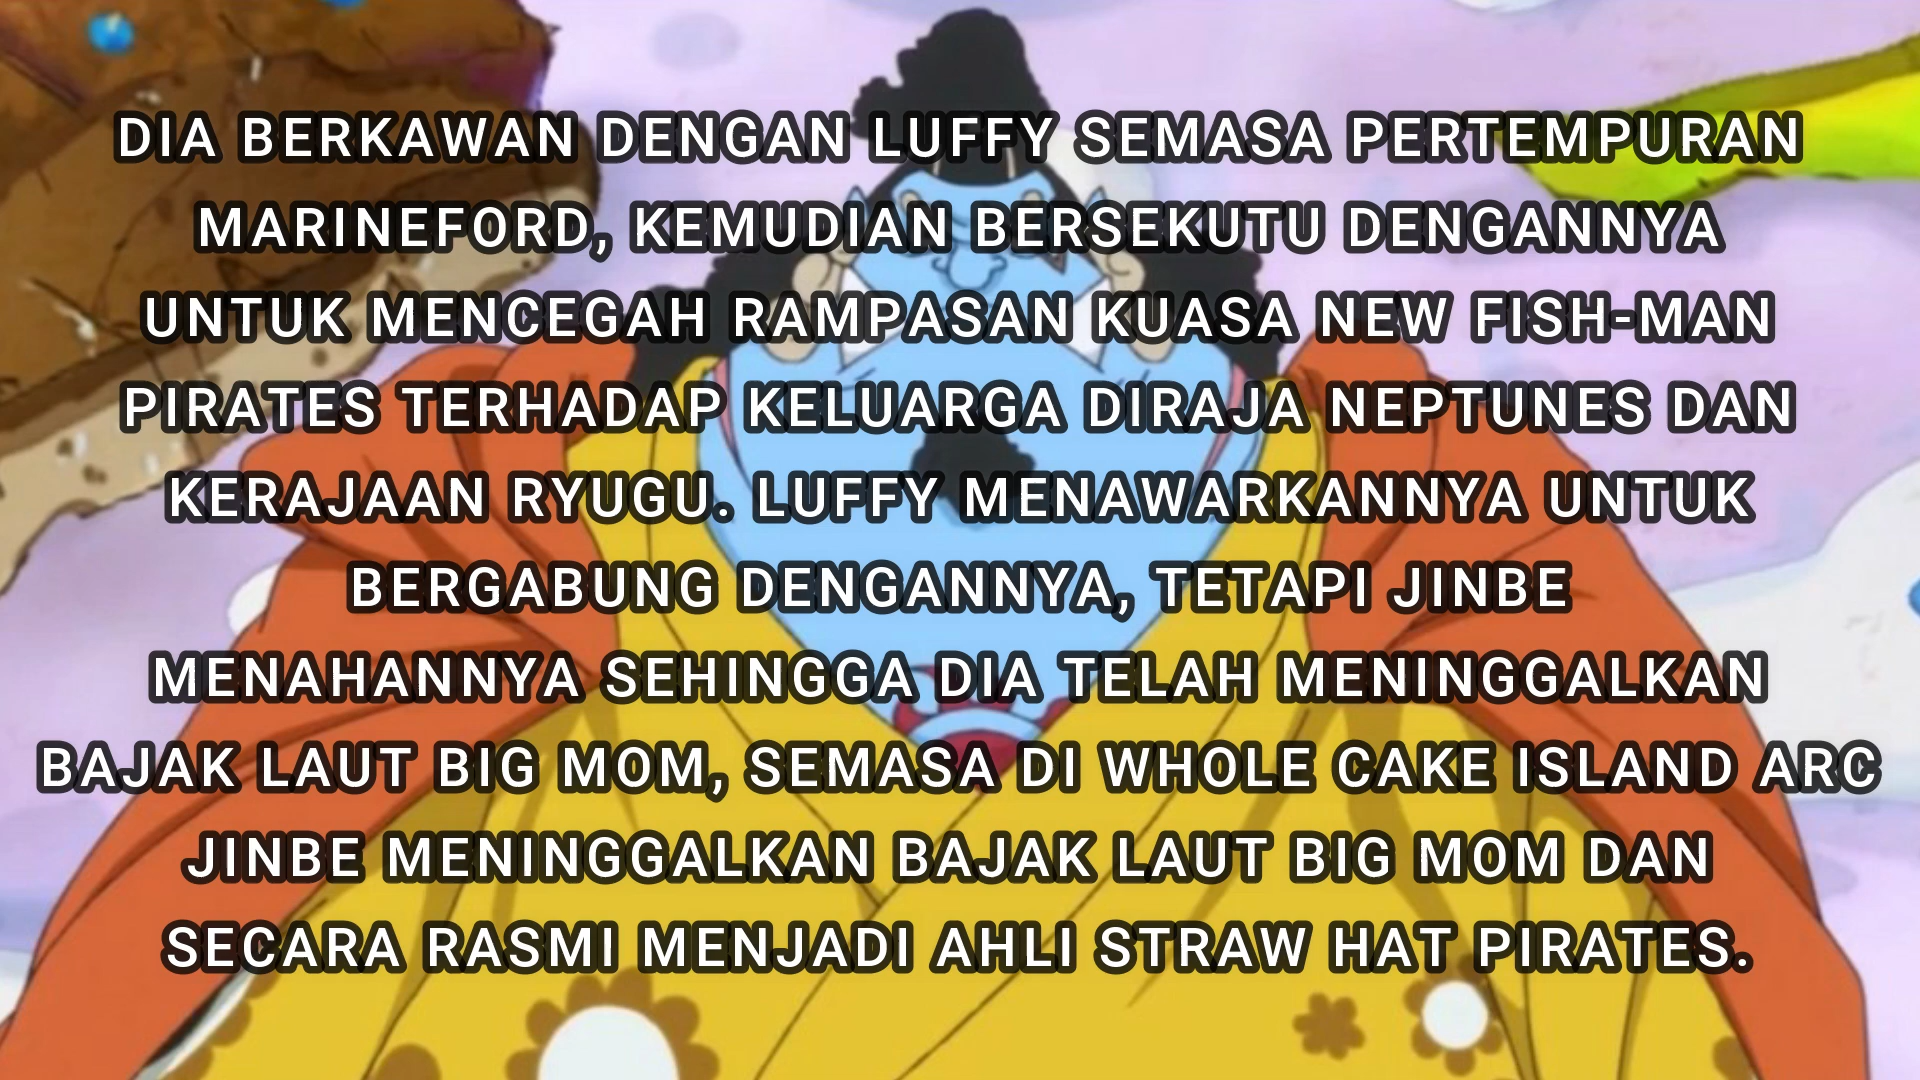 DIA BERKAWAN DENGAN LUFFY SEMASA PERTEMPURAN
MARINEFORD, KEMUDIAN BERSEKUTU DENGANNYA
UNTUK MENCEGAH RAMPASAN KUASA NEW FISH-MAN
PIRATES TERHADAP KELUARGA DIRAJA NEPTUNES DAN
KERAJAAN RYUGU. LUFFY MENAWARKANNYA UNTUK
BERGABUNG DENGANNYA, TETAPI JINBE
MENAHANNYA SEHINGGA DIA TELAH MENINGGALKAN
BAJAK LAUT BIG MOM, SEMASA DI WHOLE CAKE ISLAND ARC
JINBE MENINGGALKAN BAJAK LAUT BIG MOM DAN
SECARA RASMI MENJADI AHLI STRAW HAT PIRATES.